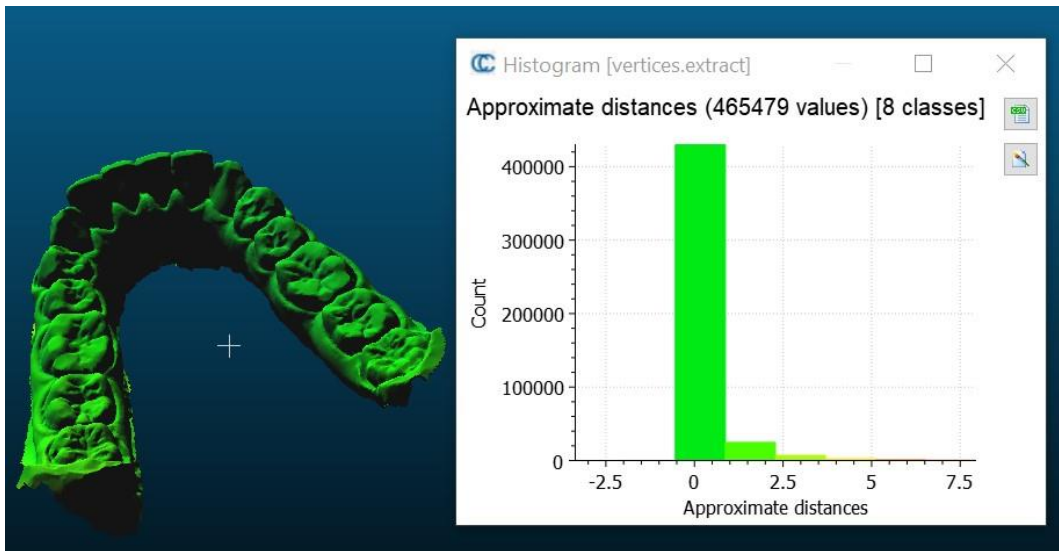 Histogram [vertices.extract]
Approximate distances (465479 values) [8 classes]
CSV
400000
300000
200000
100000
0
Count
-2.5 0 2.5 5 7.5
Approximate distances